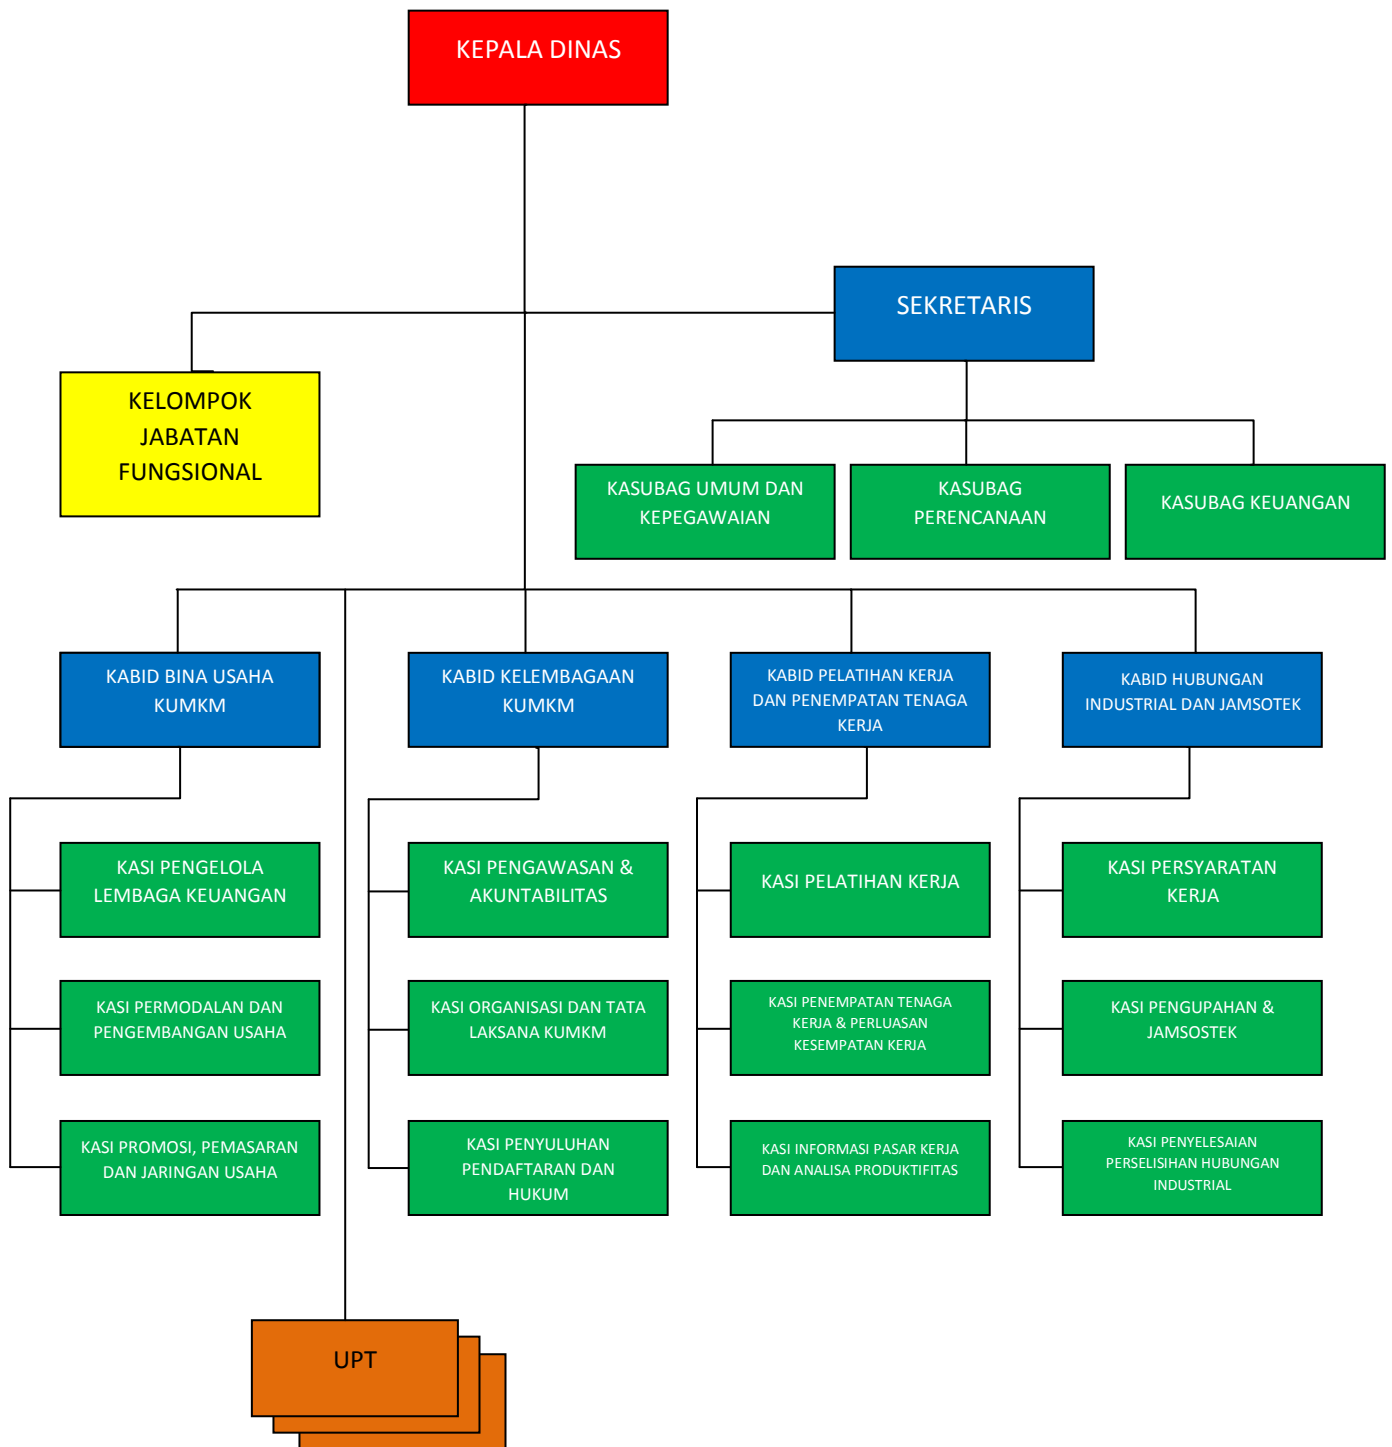 KEPALA DINAS
SEKRETARIS
KELOMPOK
JABATAN
FUNGSIONAL
KASUBAG UMUM DAN
KEPEGAWAIAN
KASUBAG
PERENCANAAN
KASUBAG KEUANGAN
KABID BINA USAHA
KUMKM
KABID KELEMBAGAAN
KUMKM
KABID PELATIHAN KERJA
DAN PENEMPATAN TENAGA
KERJA
KABID HUBUNGAN
INDUSTRIAL DAN JAMSOTEK
KASI PENGELOLA
LEMBAGA KEUANGAN
KASI PENGAWASAN &
AKUNTABILITAS
KASI PELATIHAN KERJA
KASI PERSYARATAN
KERJA
KASI PERMODALAN DAN
PENGEMBANGAN USAHA
KASI ORGANISASI DAN TATA
LAKSANA KUMKM
KASI PENEMPATAN TENAGA
KERJA & PERLUASAN
KESEMPATAN KERJA
KASI PENGUPAHAN &
JAMSOSTEK
KASI PROMOSI, PEMASARAN
DAN JARINGAN USAHA
KASI PENYULUHAN
PENDAFTARAN DAN
HUKUM
KASI INFORMASI PASAR KERJA
DAN ANALISA PRODUKTIFITAS
KASI PENYELESAIAN
PERSELISIHAN HUBUNGAN
INDUSTRIAL
UPT